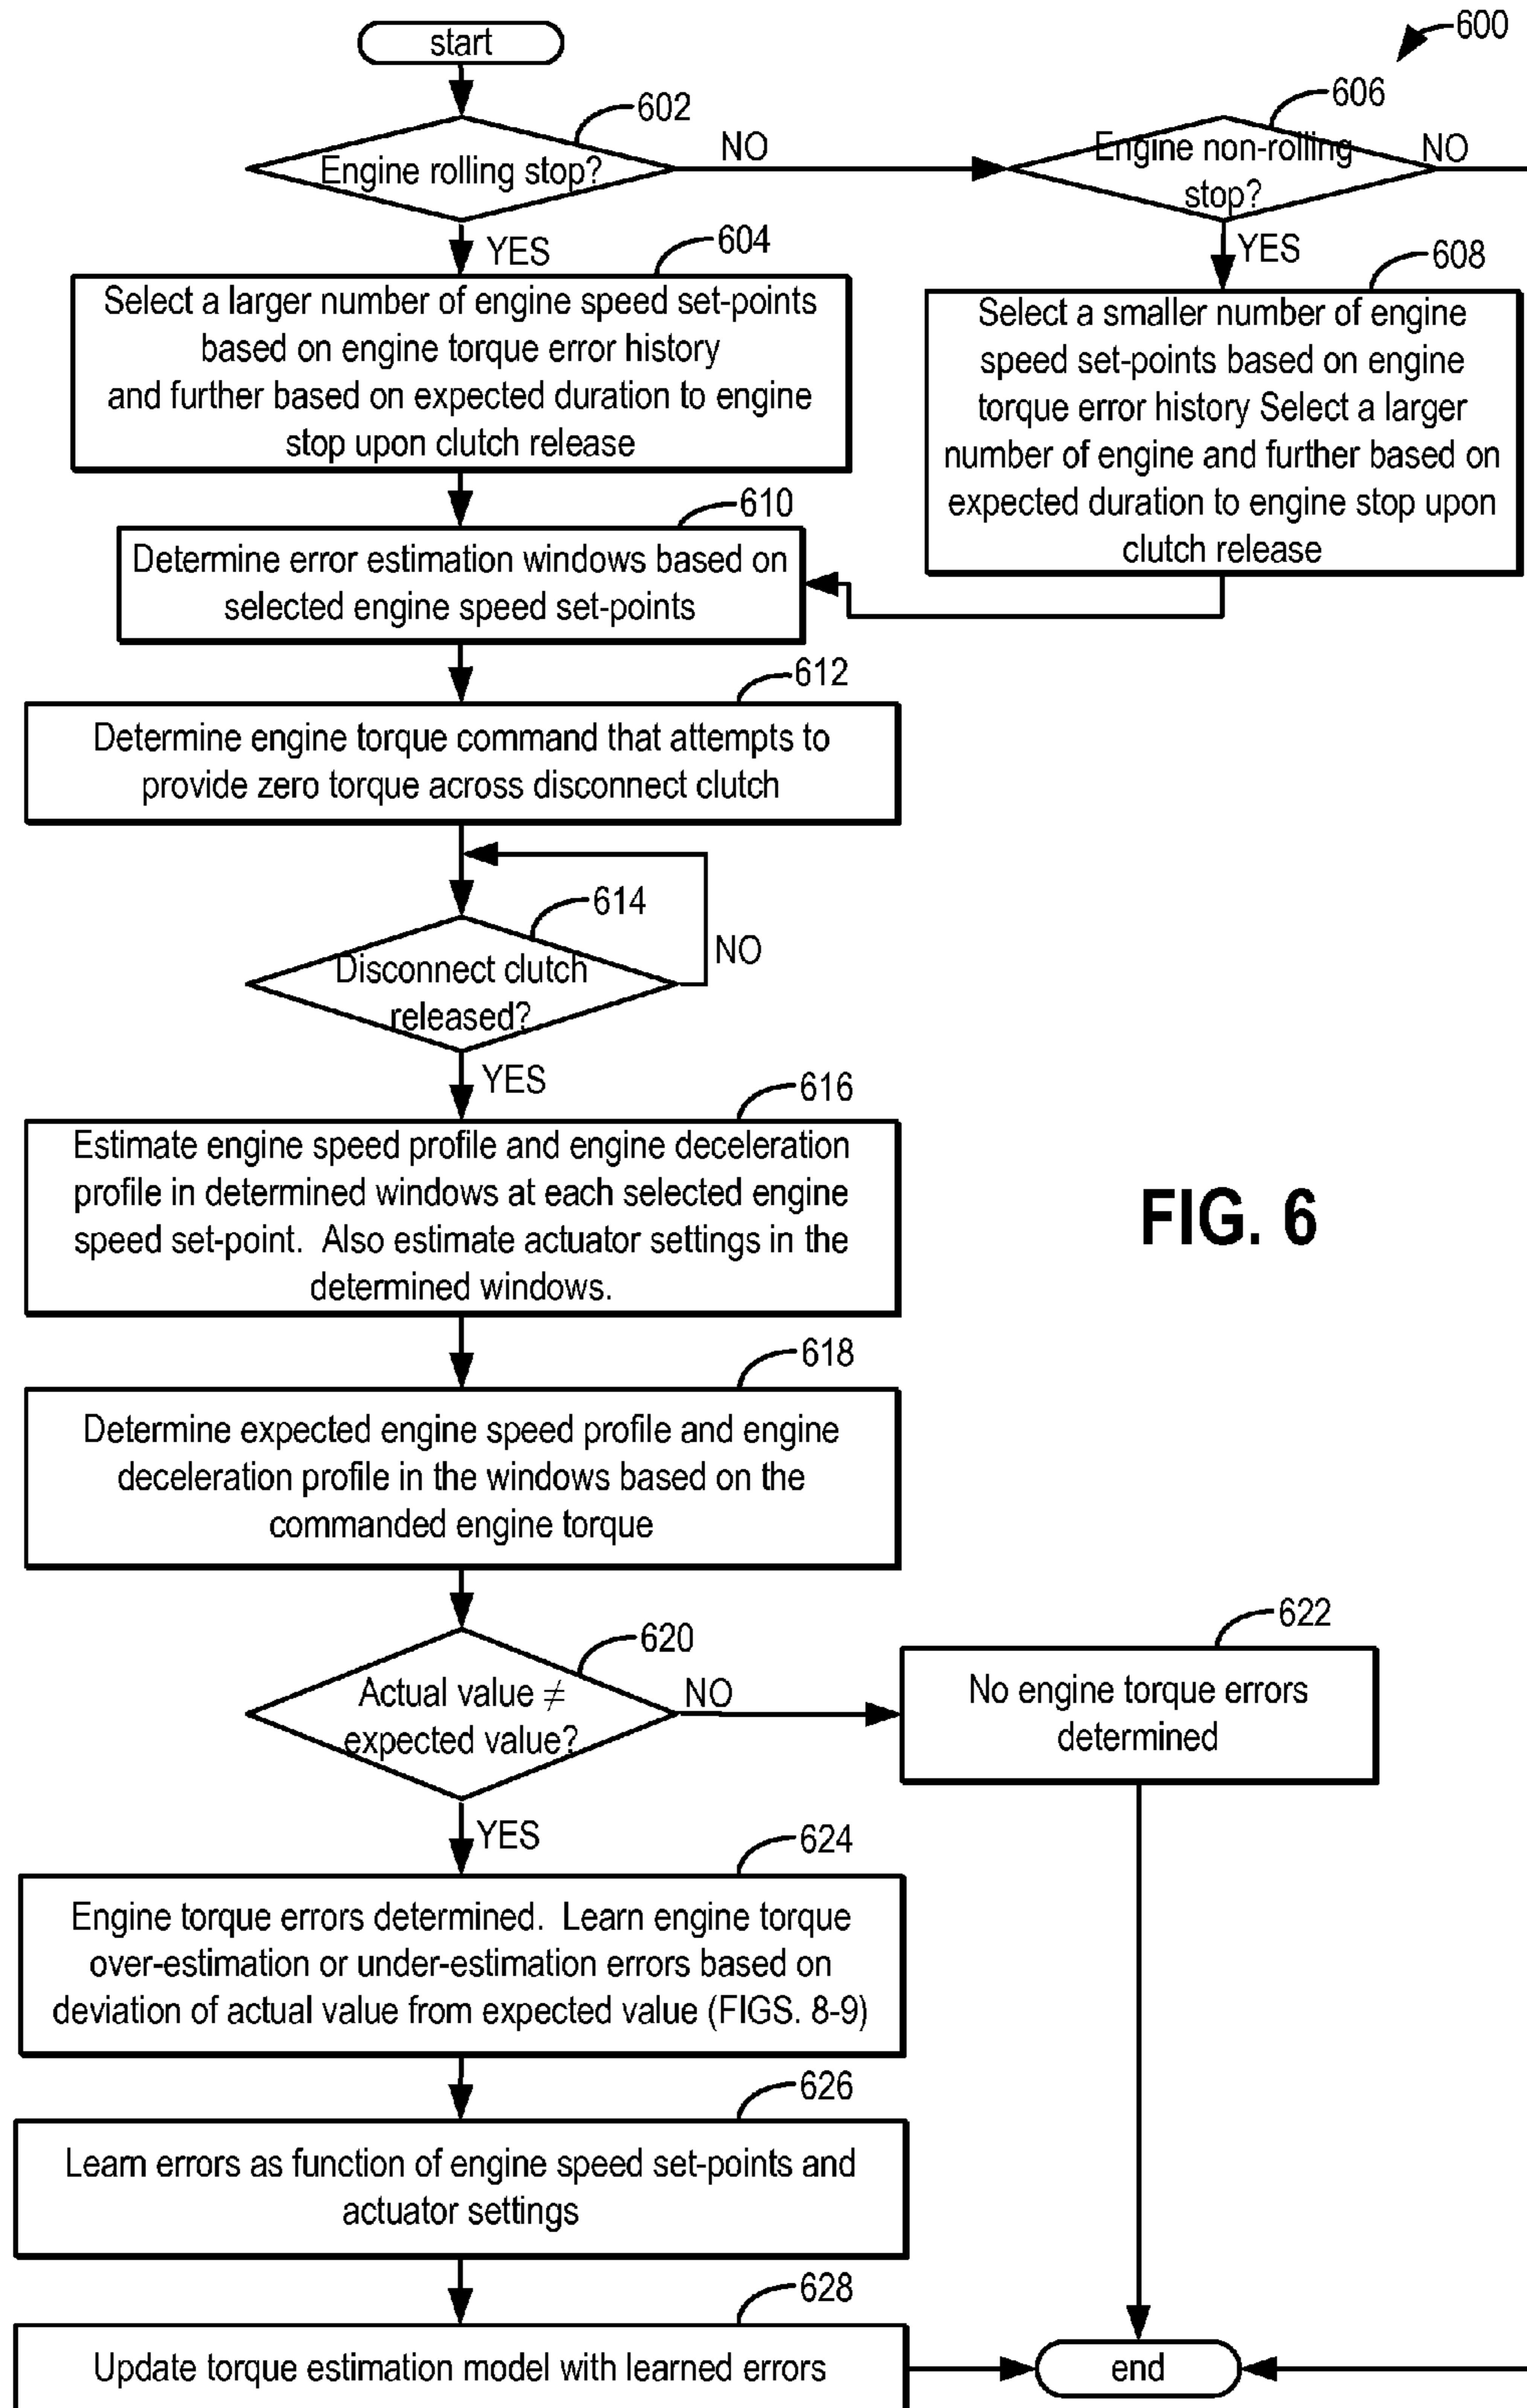 start
600
602
606
Engine rolling stop?
NO
Engine non-rolling
stop?
NO
YES
604
YES
608
Select a larger number of engine speed set-points
based on engine torque error history
and further based on expected duration to engine
stop upon clutch release
Select a smaller number of engine
speed set-points based on engine
torque error history Select a larger
number of engine and further based on
expected duration to engine stop upon
clutch release
610
Determine error estimation windows based on
selected engine speed set-points
612
Determine engine torque command that attempts to
provide zero torque across disconnect clutch
614
Disconnect clutch
released?
NO
YES
616
Estimate engine speed profile and engine deceleration
profile in determined windows at each selected engine
speed set-point. Also estimate actuator settings in the
determined windows.
FIG. 6
618
Determine expected engine speed profile and engine
deceleration profile in the windows based on the
commanded engine torque
620
Actual value ≠
expected value?
NO
622
No engine torque errors
determined
YES
624
Engine torque errors determined. Learn engine torque
over-estimation or under-estimation errors based on
deviation of actual value from expected value (FIGS. 8-9)
626
Learn errors as function of engine speed set-points and
actuator settings
628
Update torque estimation model with learned errors
end